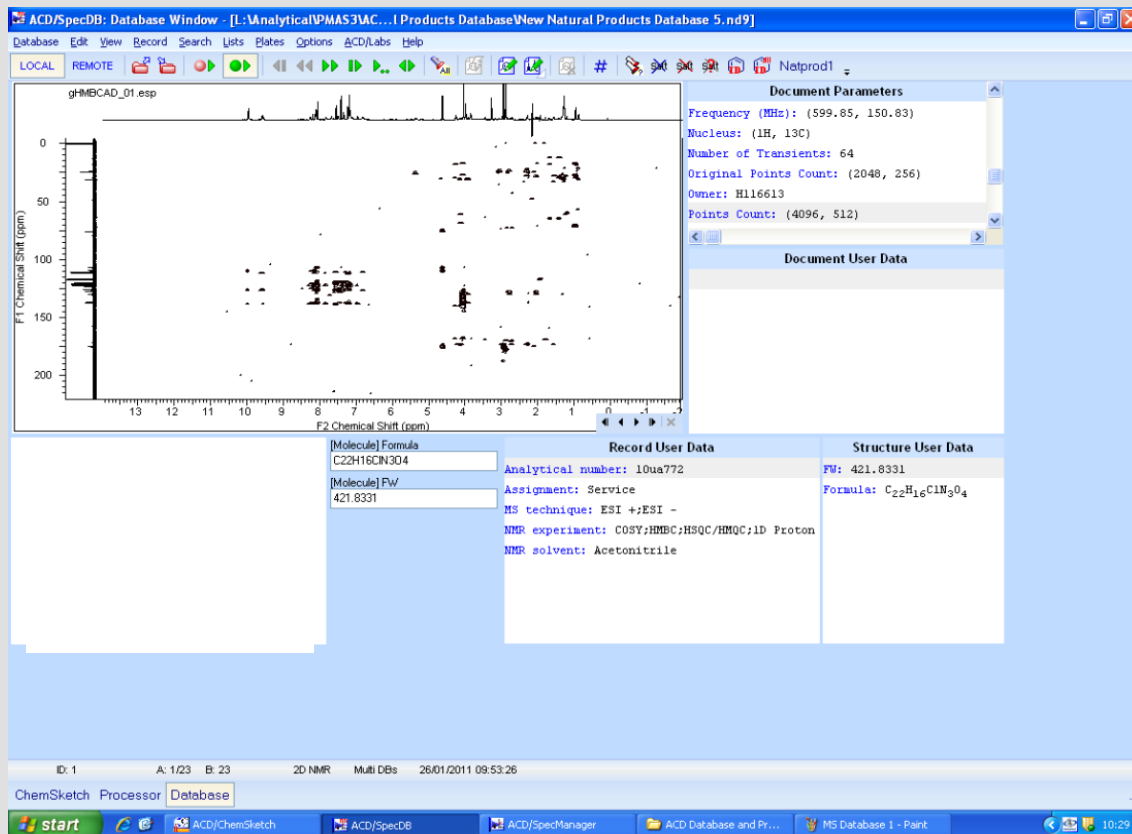 ACD/SpecDB: Database Window - [L:\Analytical\PMAS3\AC...l Products Database\New Natural Products Database 5.nd9]
Database Edit View Record Search Lists Plates Options ACD/Labs Help
LOCAL REMOTE All # Natprod1
gHMBCAD_01.esp
0
50
100
150
200
F1 Chemical Shift (ppm)
13 12 11 10 9 8 7 6 5 4 3 2 1 0 -1 -2
F2 Chemical Shift (ppm)
Document Parameters
Frequency (MHz): (599.85, 150.83)
Nucleus: (1H, 13C)
Number of Transients: 64
Original Points Count: (2048, 256)
Owner: H116613
Points Count: (4096, 512)
Document User Data
[Molecule] Formula
C22H16ClN3O4
[Molecule] FW
421.8331
Record User Data
Analytical number: 10ua772
Assignment: Service
MS technique: ESI +;ESI -
NMR experiment: COSY;HMBC;HSQC/HMQC;1D Proton
NMR solvent: Acetonitrile
Structure User Data
FW: 421.8331
Formula: C₂₂H₁₆ClN₃O₄
ID: 1 A: 1/23 B: 23 2D NMR Multi DBs 26/01/2011 09:53:26
ChemSketch Processor Database
start ACD/ChemSketch ACD/SpecDB ACD/SpecManager ACD Database and Pr... MS Database 1 - Paint 10:29